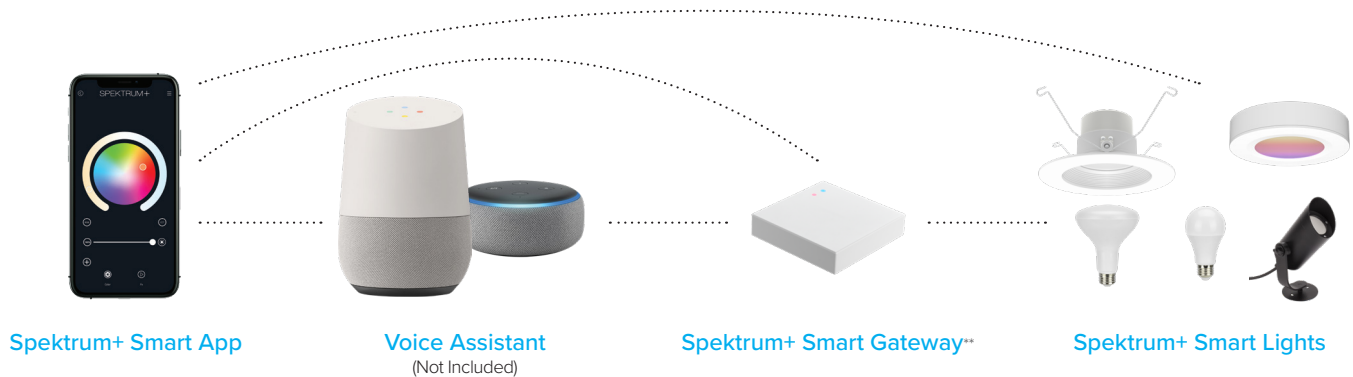 SPEKTRUM+
Spektrum+ Smart App
Voice Assistant
(Not Included)
Spektrum+ Smart Gateway**
Spektrum+ Smart Lights